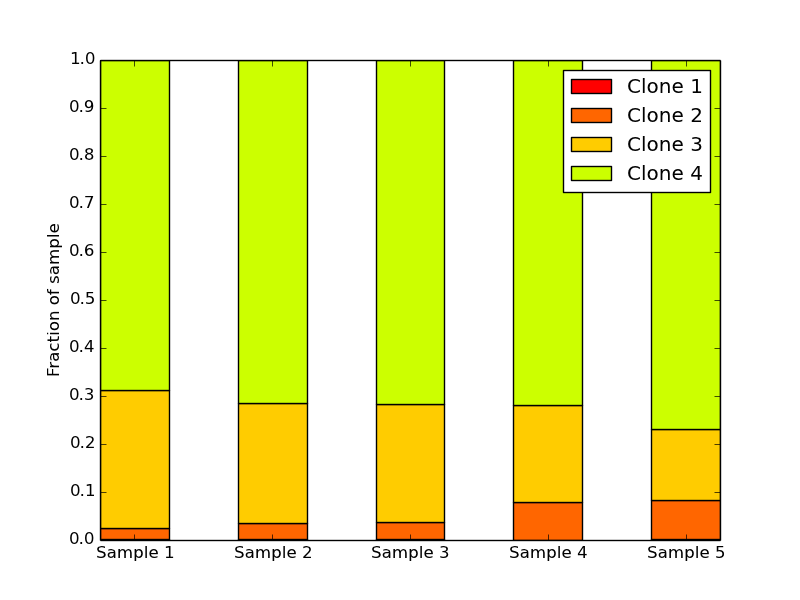 1.0
0.9
0.8
0.7
0.6
0.5
0.4
0.3
0.2
0.1
0.0
Fraction of sample
Clone 1
Clone 2
Clone 3
Clone 4
Sample 1
Sample 2
Sample 3
Sample 4
Sample 5